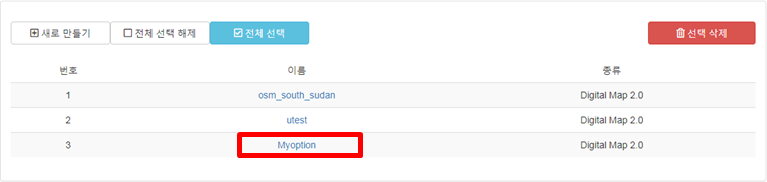 새로 만들기 전체 선택 해제 전체 선택 선택 삭제
번호 이름 종류
1 osm_south_sudan Digital Map 2.0
2 utest Digital Map 2.0
3 Myoption Digital Map 2.0